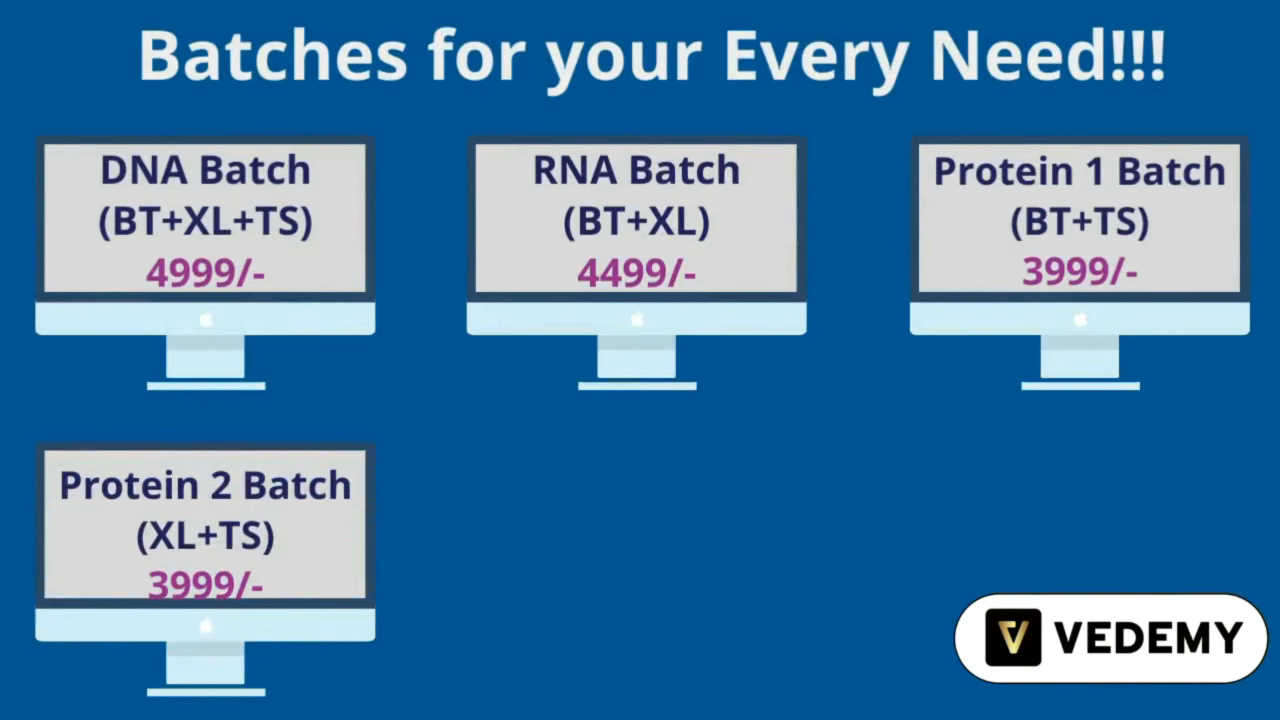 Batches for your Every Need!!!
DNA Batch
(BT+XL+TS)
4999/-
RNA Batch
(BT+XL)
4499/-
Protein 1 Batch
(BT+TS)
3999/-
Protein 2 Batch
(XL+TS)
3999/-
VEDEMY